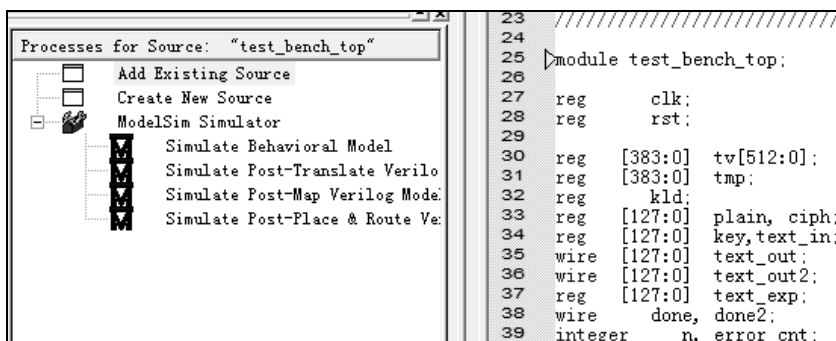 Processes for Source: "test_bench_top"
Add Existing Source
Create New Source
ModelSim Simulator
Simulate Behavioral Model
Simulate Post-Translate Verilo
Simulate Post-Map Verilog Mode
Simulate Post-Place & Route Ve
23 //////////////////////////
24
25 module test_bench_top;
26
27 reg clk;
28 reg rst;
29
30 reg [383:0] tv[512:0];
31 reg [383:0] tmp;
32 reg kld;
33 reg [127:0] plain, ciph;
34 reg [127:0] key,text_in;
35 wire [127:0] text_out;
36 wire [127:0] text_out2;
37 reg [127:0] text_exp;
38 wire done, done2;
39 integer n, error_cnt;